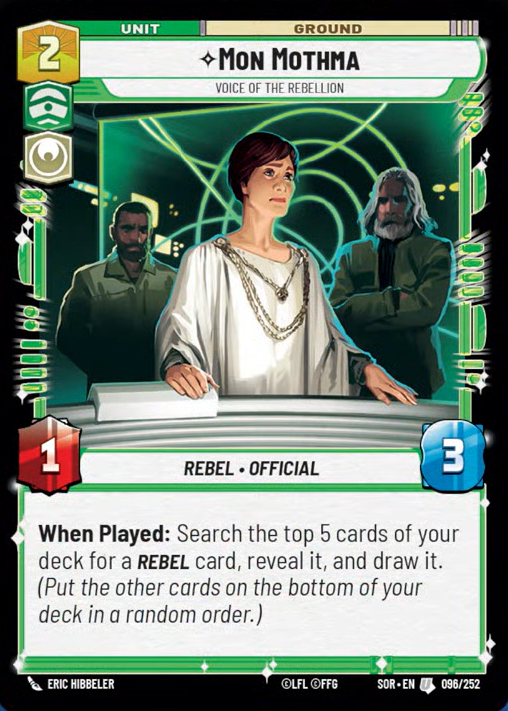 UNIT
GROUND
2
MON MOTHMA
VOICE OF THE REBELLION
1
REBEL • OFFICIAL
3
When Played: Search the top 5 cards of your
deck for a REBEL card, reveal it, and draw it.
(Put the other cards on the bottom of your
deck in a random order.)
ERIC HIBBELER
©LFL ©FFG
SOR • EN U 096/252